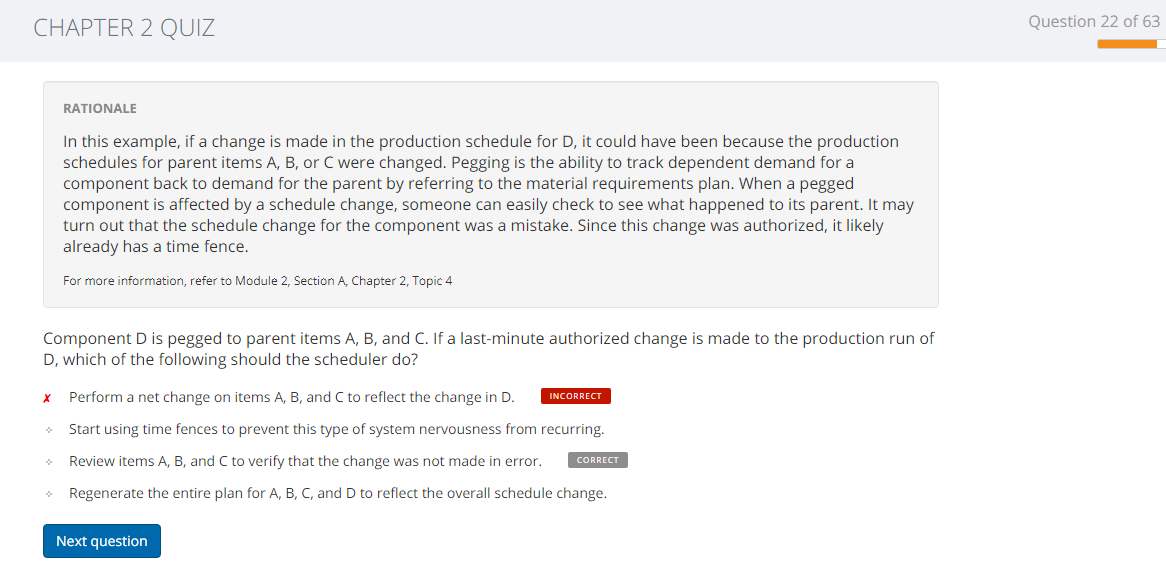 CHAPTER 2 QUIZ
Question 22 of 63
RATIONALE
In this example, if a change is made in the production schedule for D, it could have been because the production
schedules for parent items A, B, or C were changed. Pegging is the ability to track dependent demand for a
component back to demand for the parent by referring to the material requirements plan. When a pegged
component is affected by a schedule change, someone can easily check to see what happened to its parent. It may
turn out that the schedule change for the component was a mistake. Since this change was authorized, it likely
already has a time fence.
For more information, refer to Module 2, Section A, Chapter 2, Topic 4
Component D is pegged to parent items A, B, and C. If a last-minute authorized change is made to the production run of
D, which of the following should the scheduler do?
✗ Perform a net change on items A, B, and C to reflect the change in D. INCORRECT
Start using time fences to prevent this type of system nervousness from recurring.
Review items A, B, and C to verify that the change was not made in error. CORRECT
Regenerate the entire plan for A, B, C, and D to reflect the overall schedule change.
Next question